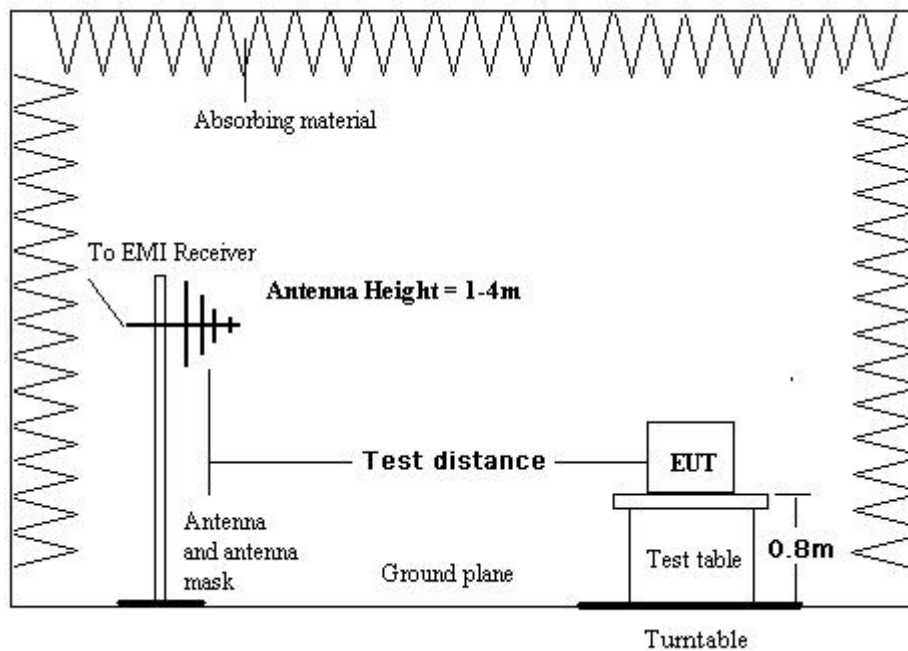 Absorbing material
To EMI Receiver
Antenna Height = 1-4m
Test distance
EUT
Antenna
and antenna
mask
Ground plane
Test table
0.8m
Turntable